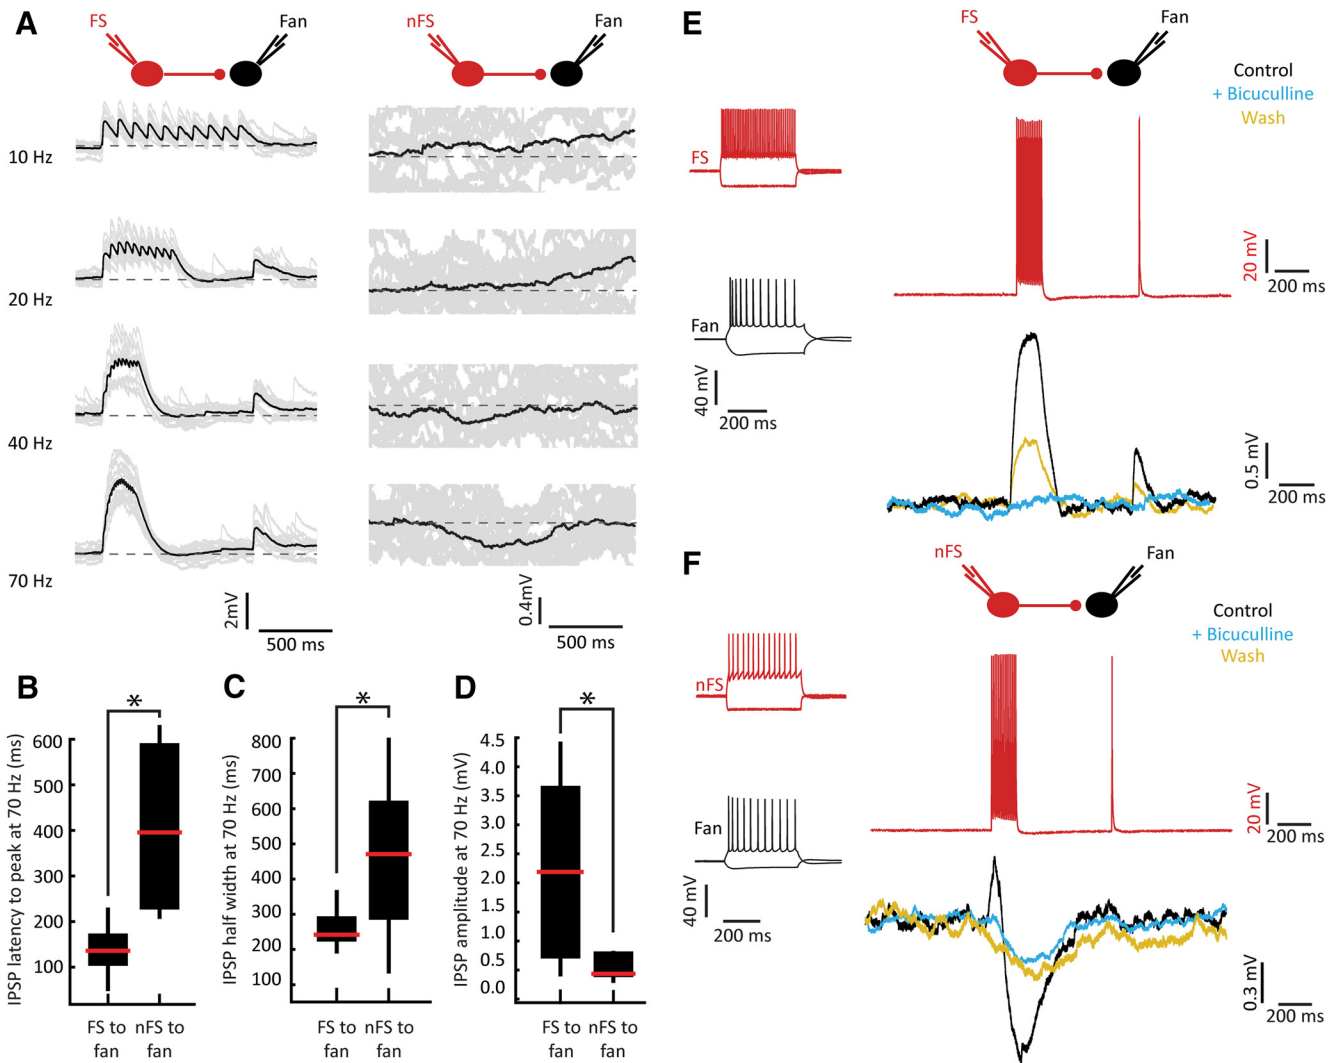 A
FS
Fan
nFS
Fan
10 Hz
20 Hz
40 Hz
70 Hz
2mV
500 ms
0.4mV
500 ms
B
*
IPSP latency to peak at 70 Hz (ms)
600
500
400
300
200
100
FS to
fan
nFS to
fan
C
*
IPSP half width at 70 Hz (ms)
800
700
600
500
400
300
200
100
FS to
fan
nFS to
fan
D
*
IPSP amplitude at 70 Hz (mV)
4.5
4.0
3.5
3.0
2.5
2.0
1.5
1.0
0.5
0.0
FS to
fan
nFS to
fan
E
FS
Fan
Control
+ Bicuculline
Wash
FS
Fan
40 mV
200 ms
20 mV
200 ms
0.5 mV
200 ms
F
nFS
Fan
Control
+ Bicuculline
Wash
nFS
Fan
40 mV
200 ms
20 mV
200 ms
0.3 mV
200 ms